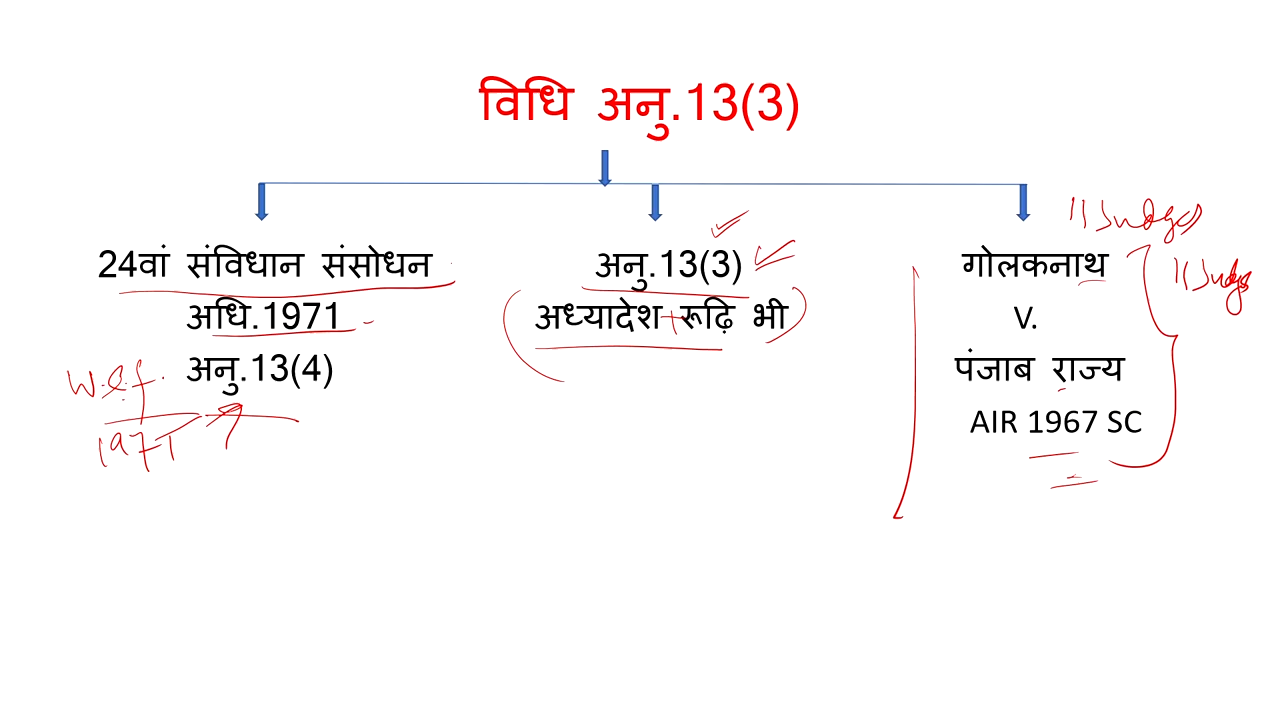 विधि अनु.13(3)
24वां संविधान संसोधन
अधि.1971
अनु.13(4)
w.e.f.
1971
अनु.13(3)
अध्यादेश + रूढ़ि भी
11 Judges
11 Judges
गोलकनाथ
V.
पंजाब राज्य
AIR 1967 SC